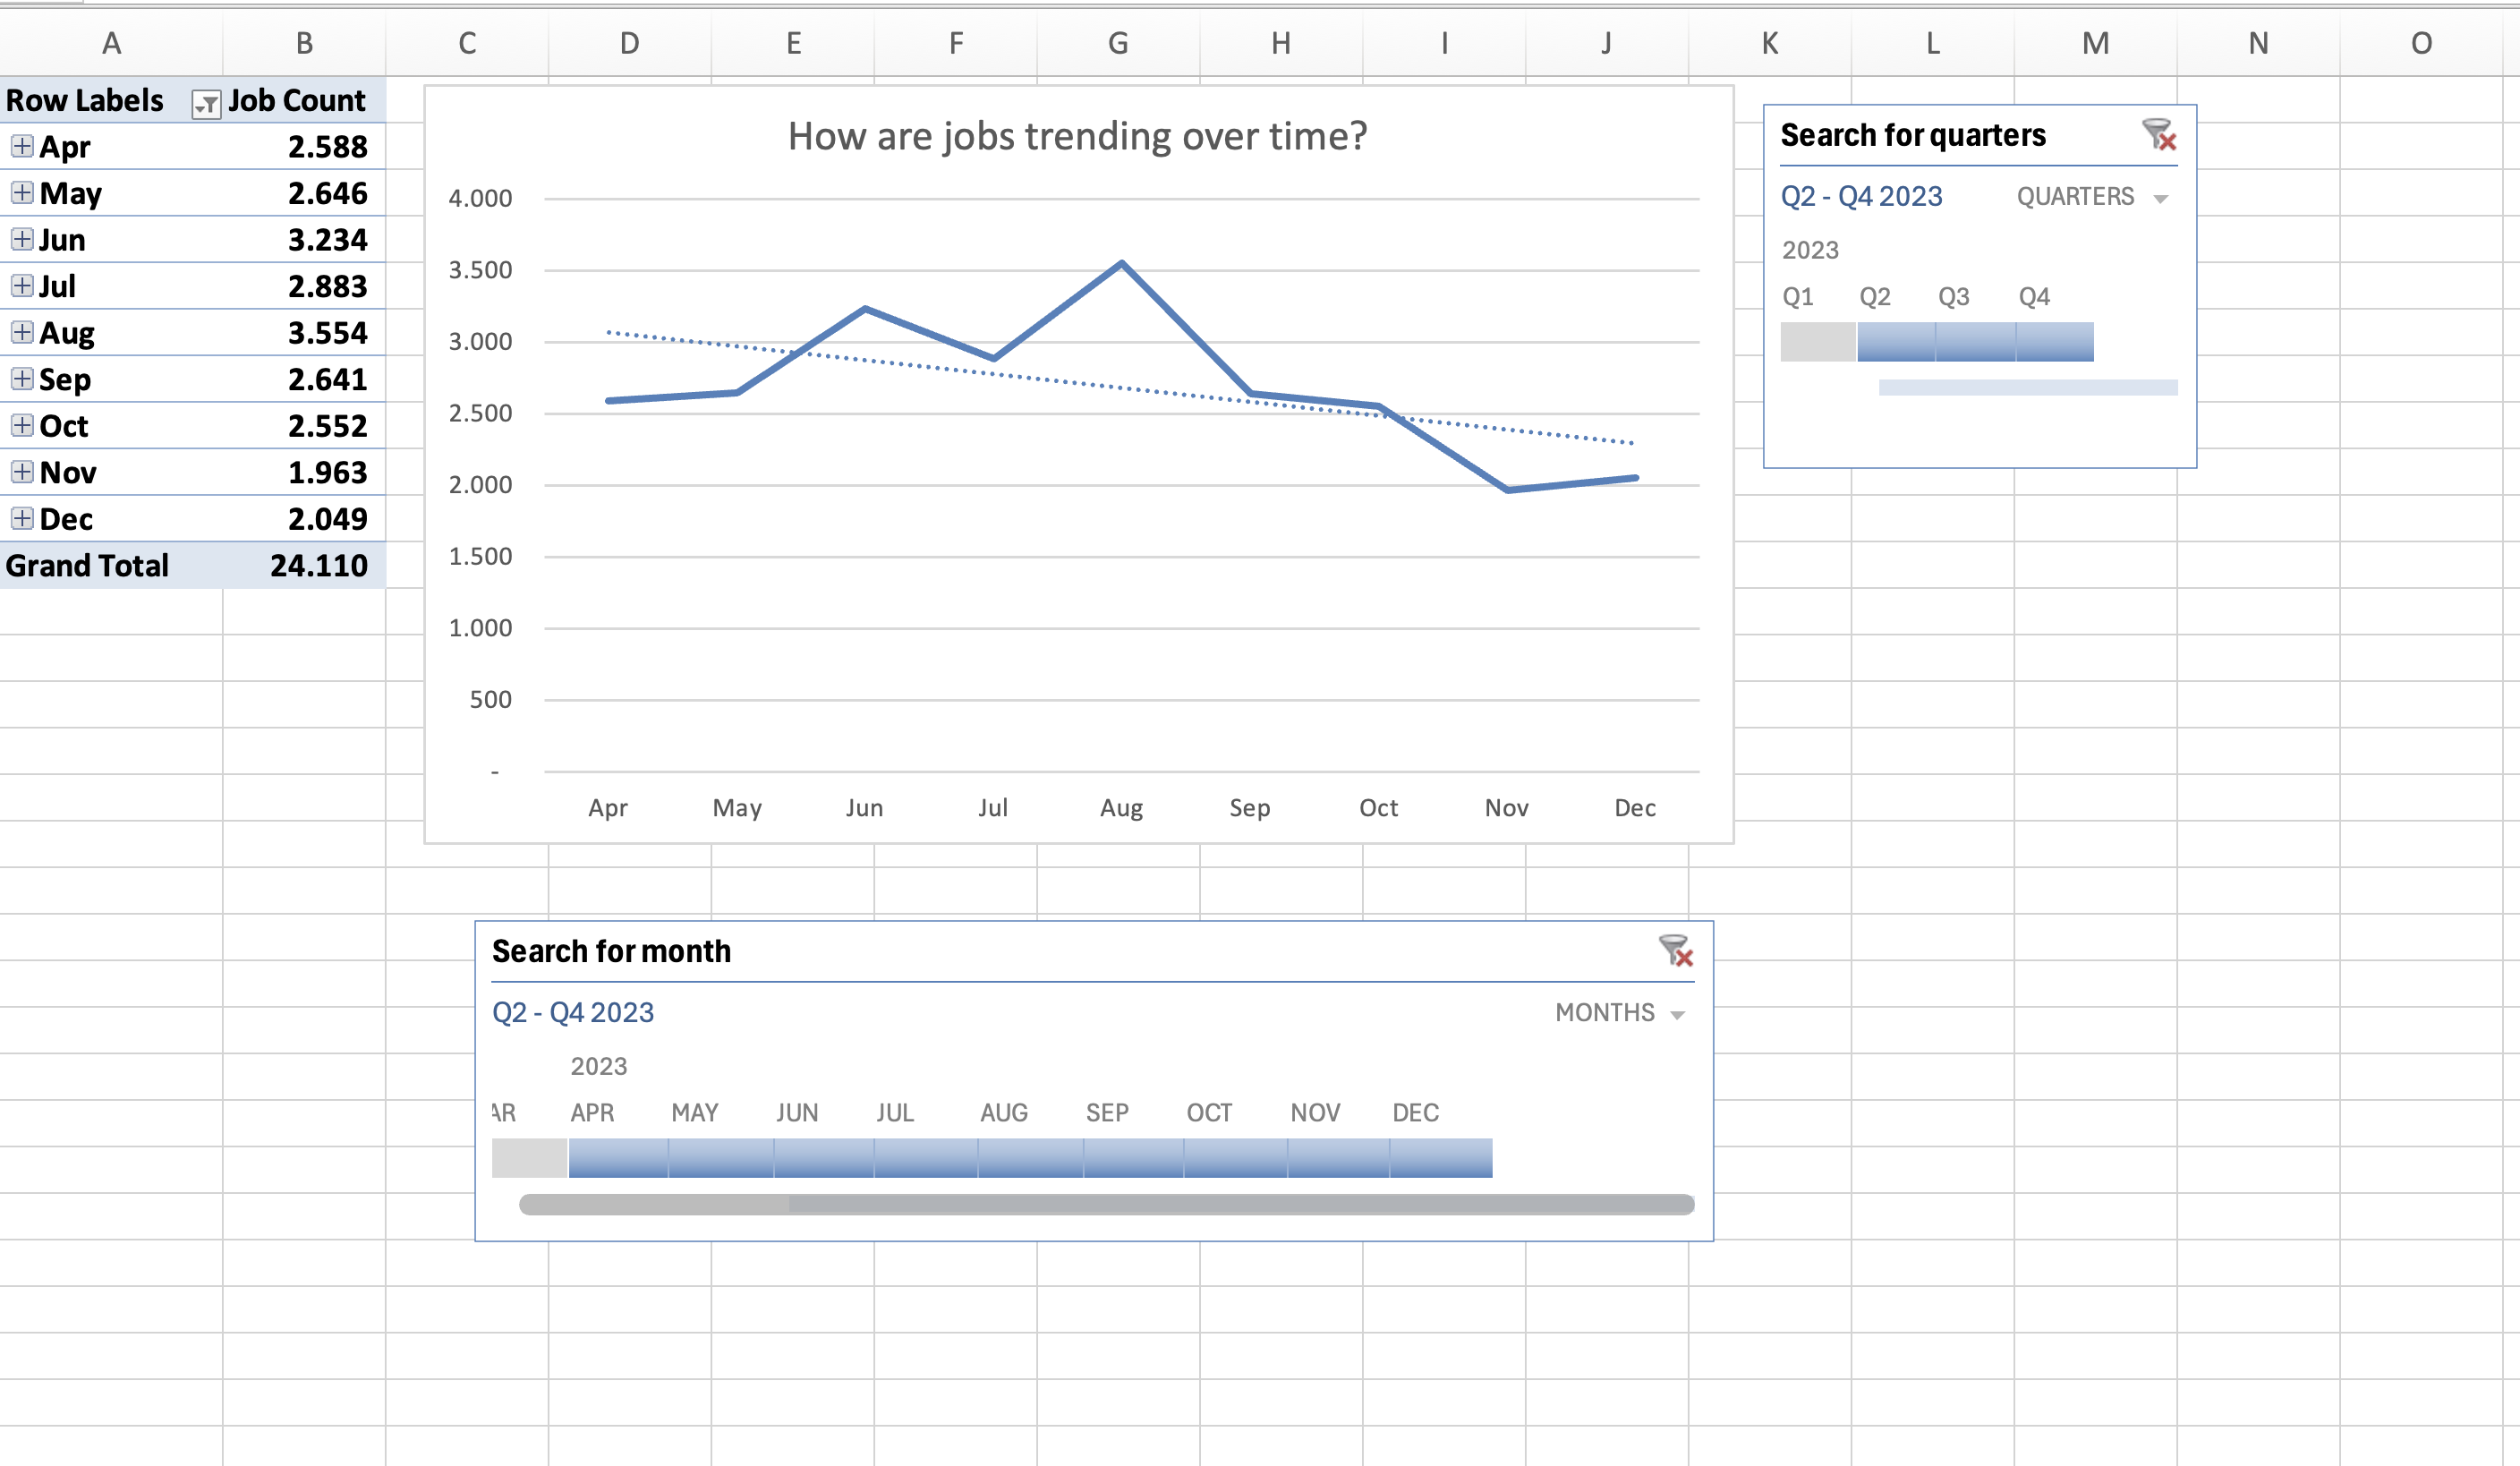 A B C D E F G H I J K L M N O
Row Labels Job Count
Apr 2.588
May 2.646
Jun 3.234
Jul 2.883
Aug 3.554
Sep 2.641
Oct 2.552
Nov 1.963
Dec 2.049
Grand Total 24.110
How are jobs trending over time?
4.000
3.500
3.000
2.500
2.000
1.500
1.000
500
-
Apr May Jun Jul Aug Sep Oct Nov Dec
Search for quarters
Q2 - Q4 2023 QUARTERS
2023
Q1 Q2 Q3 Q4
Search for month
Q2 - Q4 2023 MONTHS
2023
AR APR MAY JUN JUL AUG SEP OCT NOV DEC